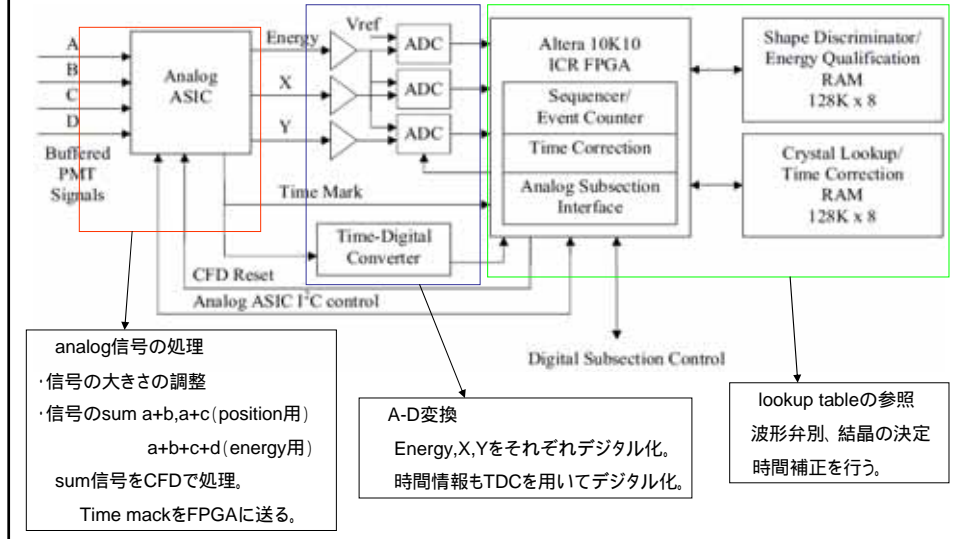 A
B
C
D
Buffered
PMT
Signals
Analog
ASIC
Energy
X
Y
Vref
ADC
ADC
ADC
Time Mark
Time-Digital
Converter
CFD Reset
Analog ASIC I²C control
Altera 10K10
ICR FPGA
Sequencer/
Event Counter
Time Correction
Analog Subsection
Interface
Shape Discriminator/
Energy Qualification
RAM
128K x 8
Crystal Lookup/
Time Correction
RAM
128K x 8
Digital Subsection Control
analog信号の処理
·信号の大きさの調整
·信号のsum a+b,a+c(position用)
a+b+c+d(energy用)
sum信号をCFDで処理。
Time mackをFPGAに送る。
A-D変換
Energy,X,Yをそれぞれデジタル化。
時間情報もTDCを用いてデジタル化。
lookup tableの参照
波形弁別、結晶の決定
時間補正を行う。